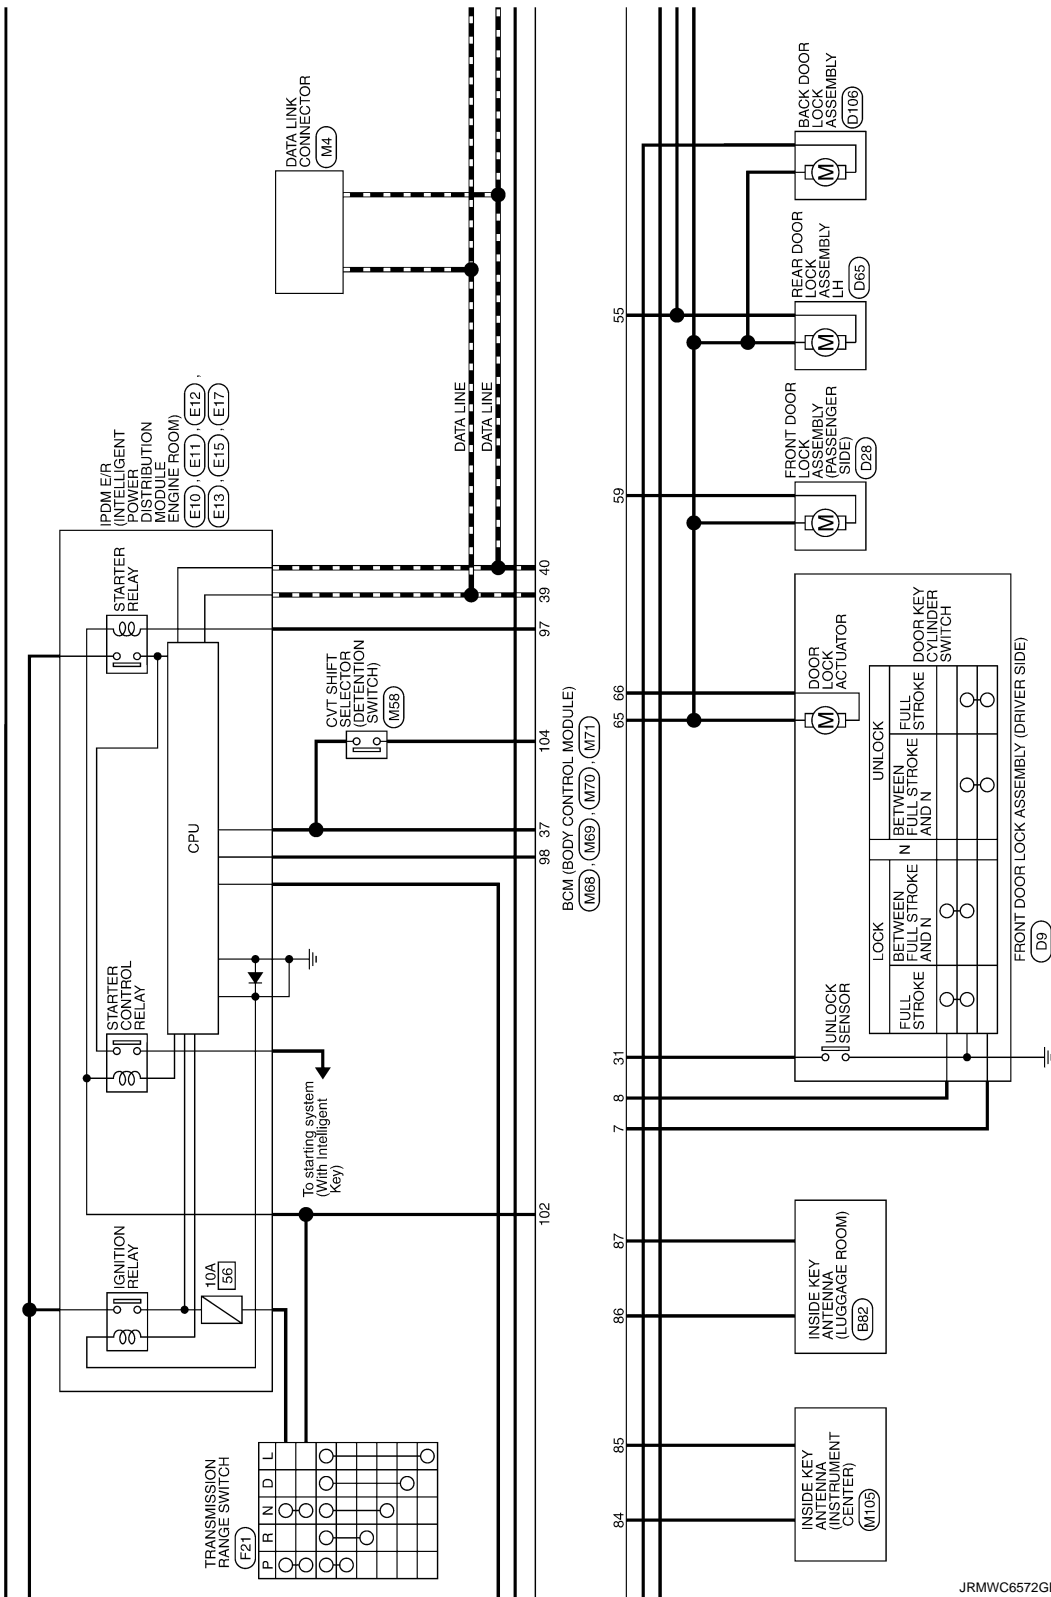 DATA LINK
CONNECTOR
M4
IPDM E/R
(INTELLIGENT
POWER
DISTRIBUTION
MODULE
ENGINE ROOM)
E10 , E11 , E12 ,
E13 , E15 , E17
STARTER
RELAY
CPU
STARTER
CONTROL
RELAY
IGNITION
RELAY
10A
56
TRANSMISSION
RANGE SWITCH
F21
P R N D L
To starting system
(With Intelligent
Key)
CVT SHIFT
SELECTOR
(DETENTION
SWITCH)
M58
DATA LINE
DATA LINE
102
98
37
104
97
39
40
BCM (BODY CONTROL MODULE)
M68 , M69 , M70 , M71
84
85
86
87
7
8
31
65
66
59
55
INSIDE KEY
ANTENNA
(INSTRUMENT
CENTER)
M105
INSIDE KEY
ANTENNA
(LUGGAGE ROOM)
B82
UNLOCK
SENSOR
DOOR
LOCK
ACTUATOR
LOCK
N
UNLOCK
FULL
STROKE
BETWEEN
FULL STROKE
AND N
BETWEEN
FULL STROKE
AND N
FULL
STROKE
DOOR KEY
CYLINDER
SWITCH
FRONT DOOR LOCK ASSEMBLY (DRIVER SIDE)
D9
FRONT DOOR
LOCK
ASSEMBLY
(PASSENGER
SIDE)
D28
REAR DOOR
LOCK
ASSEMBLY
LH
D65
BACK DOOR
LOCK
ASSEMBLY
D106
M
M
M
M